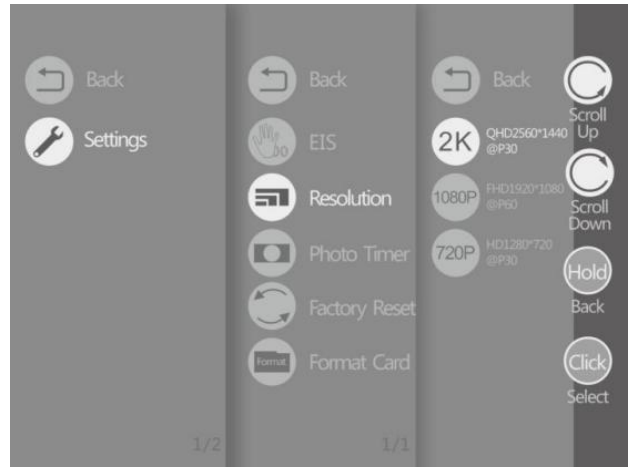 Back
Settings
1/2
Back
EIS
Resolution
Photo Timer
Factory Reset
Format
Format Card
1/1
Back
2K
QHD2560*1440
@P30
1080P
FHD1920*1080
@P60
720P
HD1280*720
@P30
Scroll
Up
Scroll
Down
Hold
Back
Click
Select